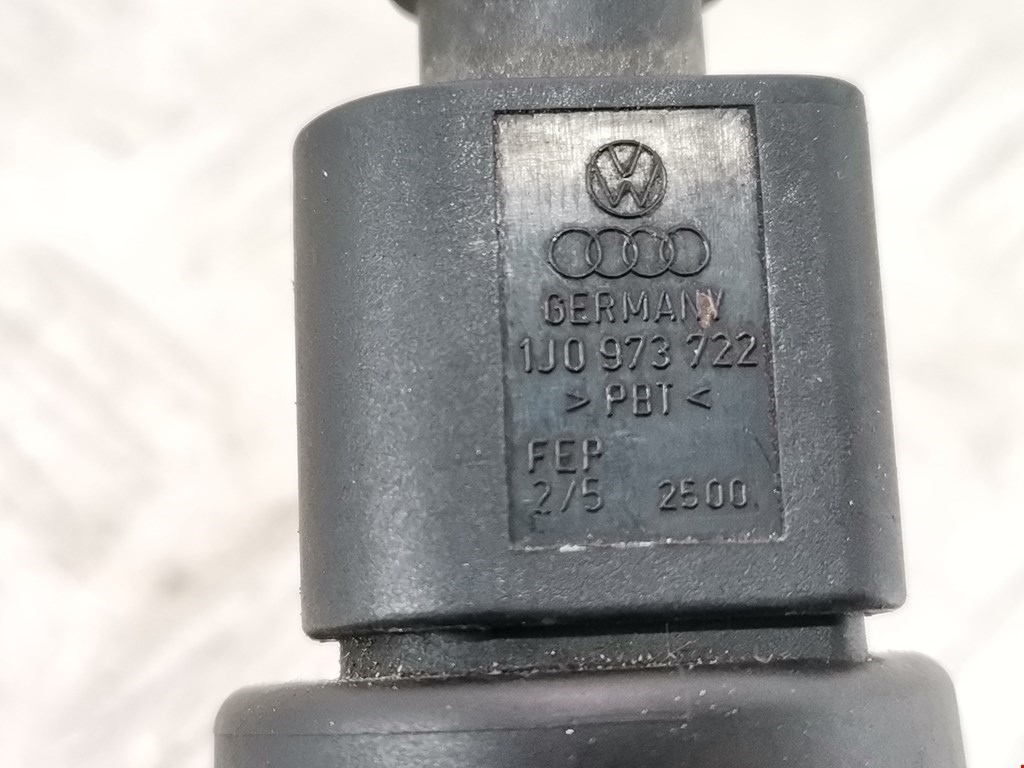 GERMANY
1J0 973 722
> PBT <
FEP
2/5 2500